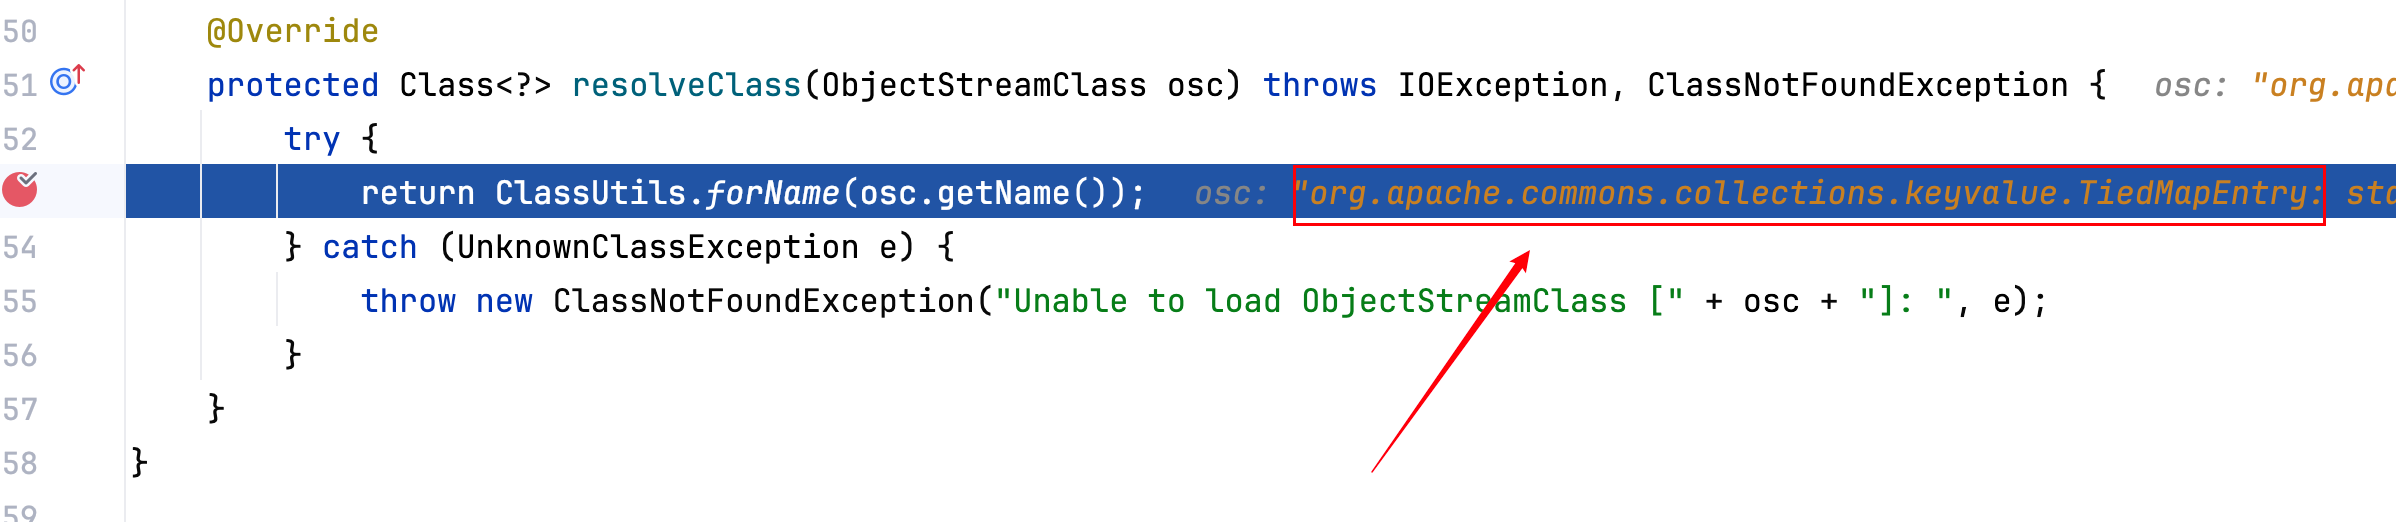 50 @Override
51 protected Class<?> resolveClass(ObjectStreamClass osc) throws IOException, ClassNotFoundException { osc: "org.apa
52 try {
return ClassUtils.forName(osc.getName()); osc: "org.apache.commons.collections.keyvalue.TiedMapEntry: sta
54 } catch (UnknownClassException e) {
55 throw new ClassNotFoundException("Unable to load ObjectStreamClass [" + osc + "]: ", e);
56 }
57 }
58 }
59